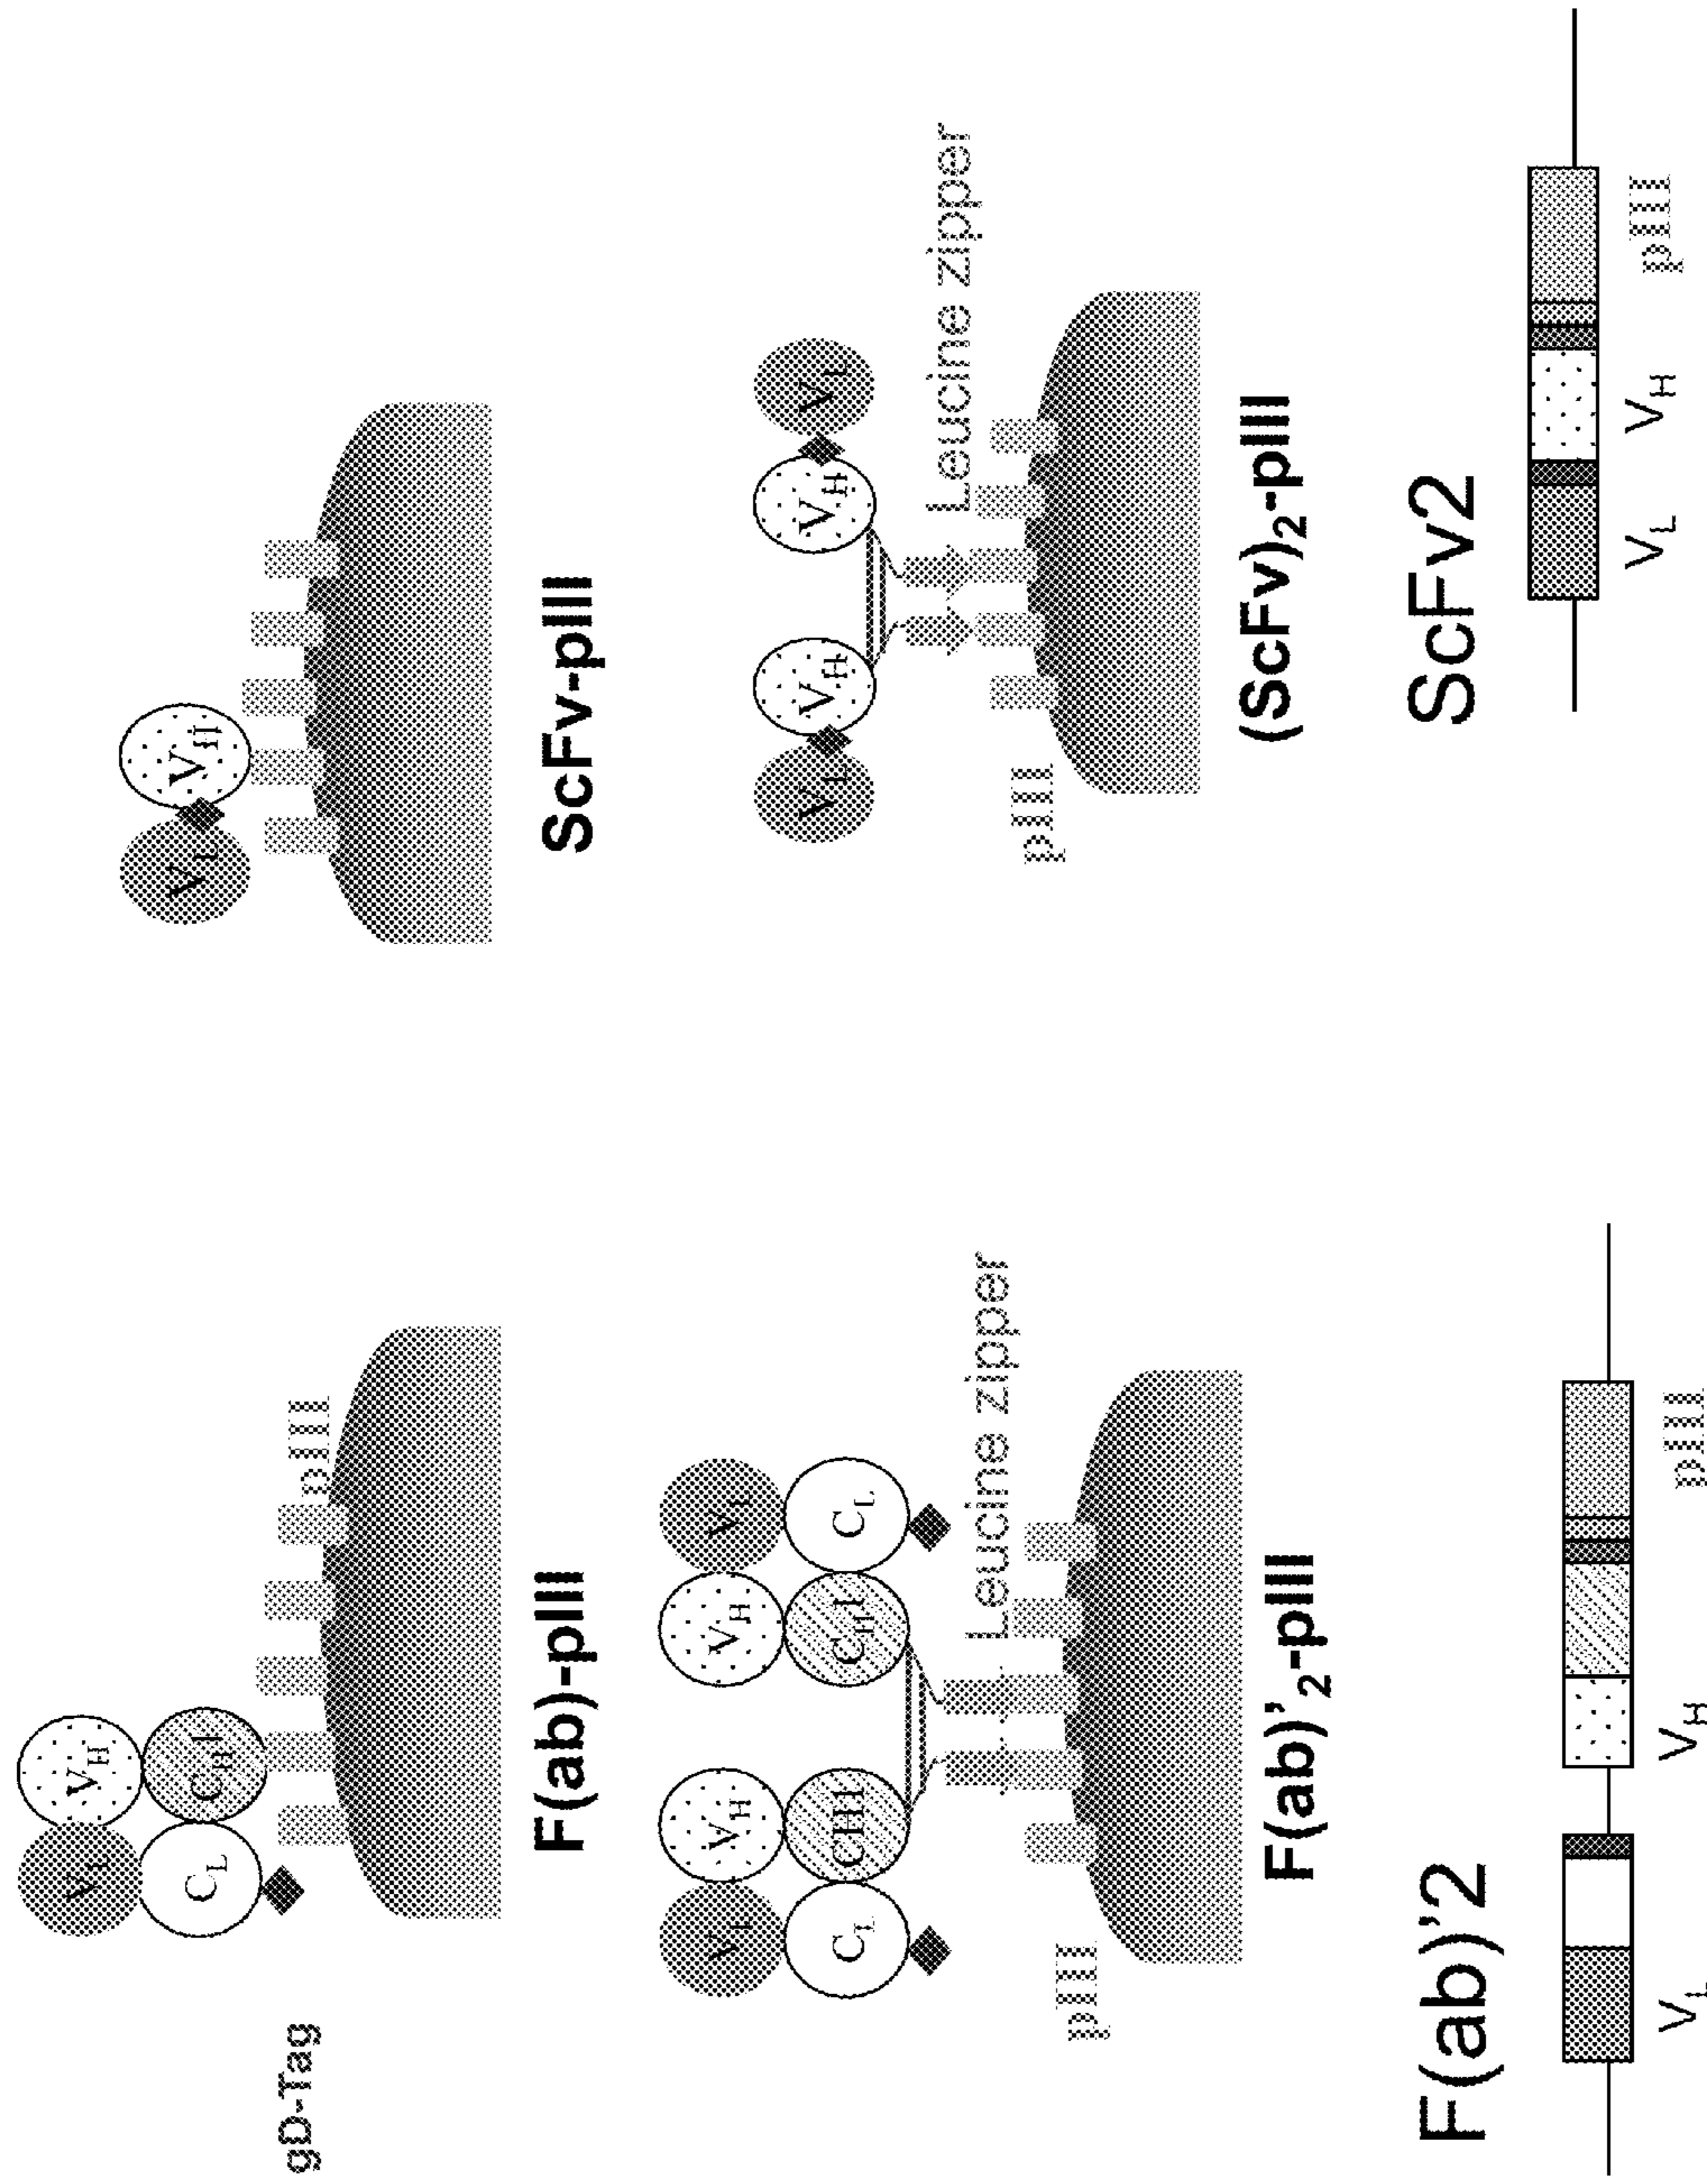 V_L V_H
C_L C_H1
gD-Tag
pIII
F(ab)-pIII
V_L V_H
ScFv-pIII
V_L V_H V_H V_L
C_L CH1 C_H1 C_L
Leucine zipper
pIII
F(ab)'₂-pIII
V_L V_H V_H V_L
Leucine zipper
pIII
(ScFv)₂-pIII
F(ab)'2
V_L V_H pIII
ScFv2
V_L V_H pIII